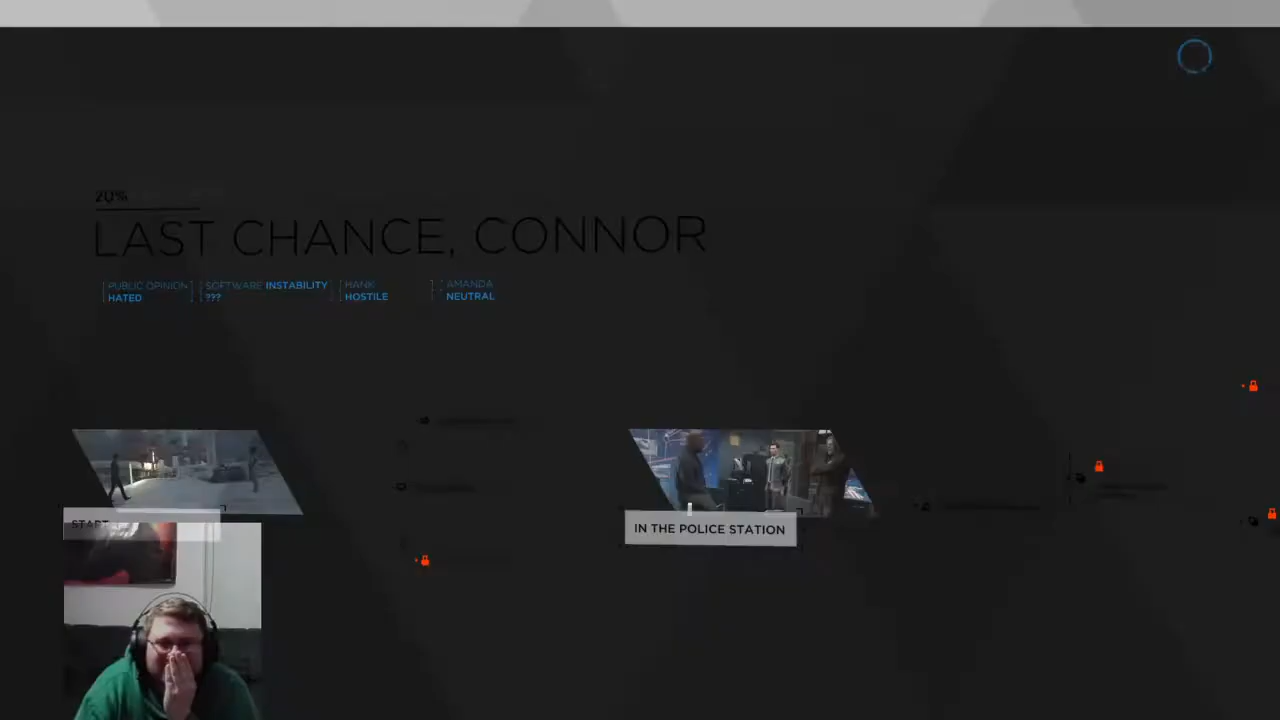 20%
LAST CHANCE, CONNOR
PUBLIC OPINION SOFTWARE INSTABILITY HANK AMANDA
HATED ??? HOSTILE NEUTRAL
START
IN THE POLICE STATION